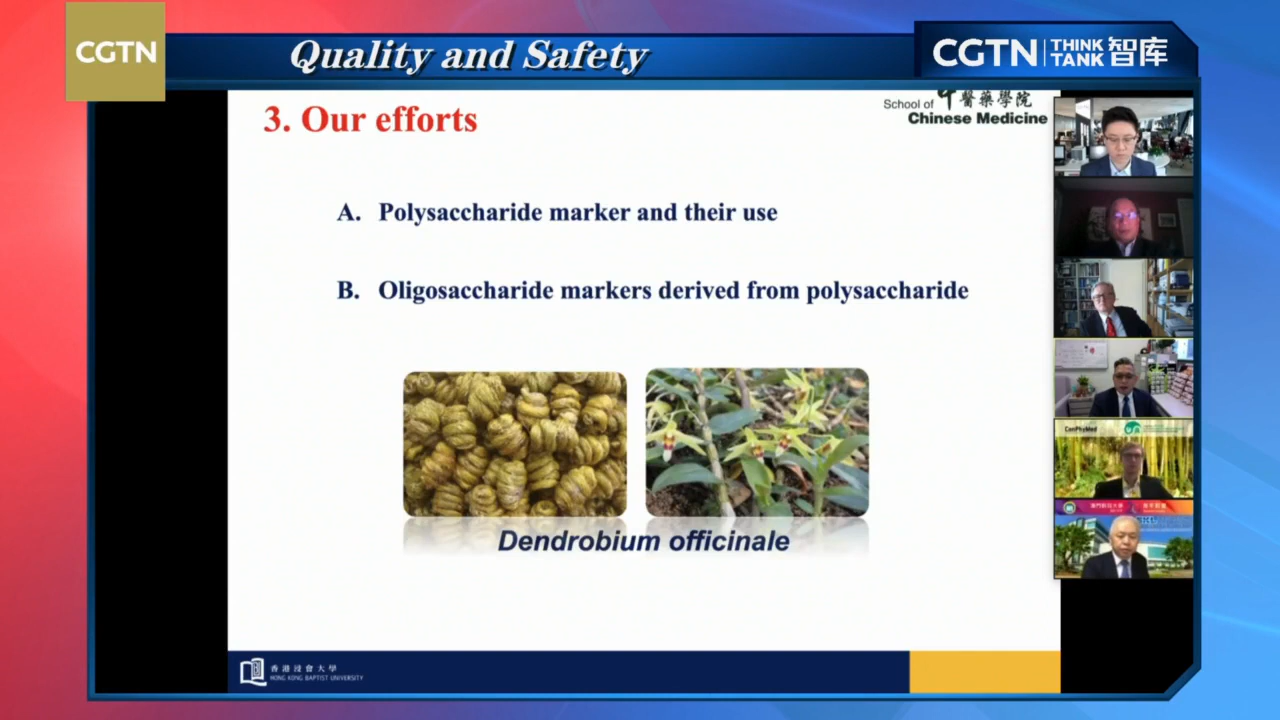 CGTN
Quality and Safety
CGTN THINK TANK 智库
3. Our efforts
School of 中醫藥學院
Chinese Medicine
A. Polysaccharide marker and their use
B. Oligosaccharide markers derived from polysaccharide
Dendrobium officinale
ConPhyMed
香港浸會大學
HONG KONG BAPTIST UNIVERSITY